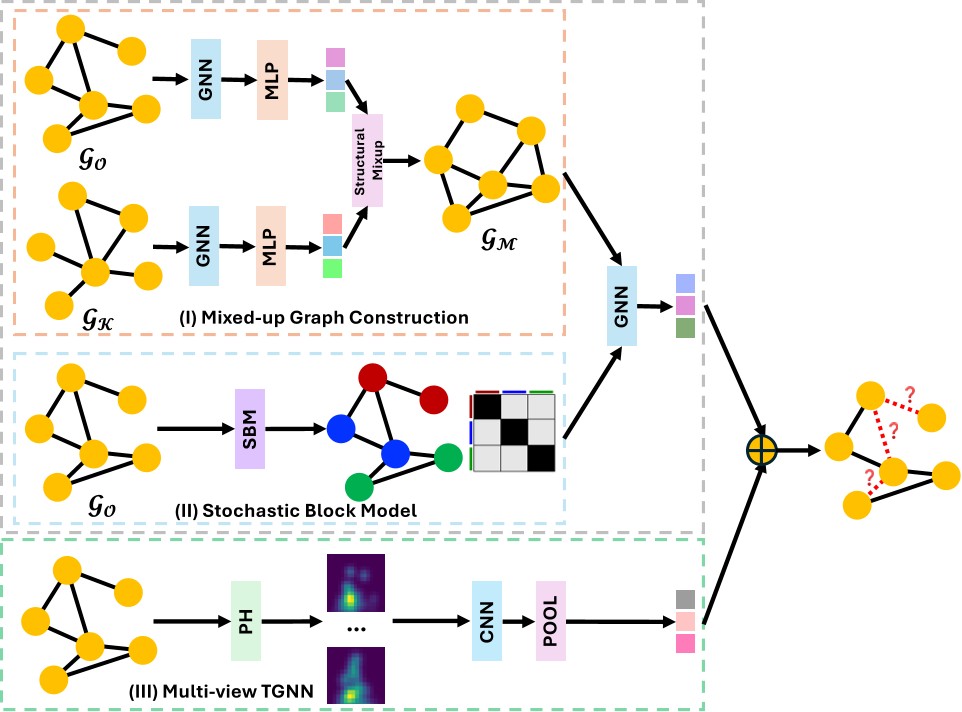 GNN
MLP
𝒢𝒪
Structural
Mixup
GNN
MLP
𝒢𝒦
𝒢ℳ
(I) Mixed-up Graph Construction
GNN
SBM
𝒢𝒪
(II) Stochastic Block Model
?
?
?
PH
...
CNN
POOL
(III) Multi-view TGNN